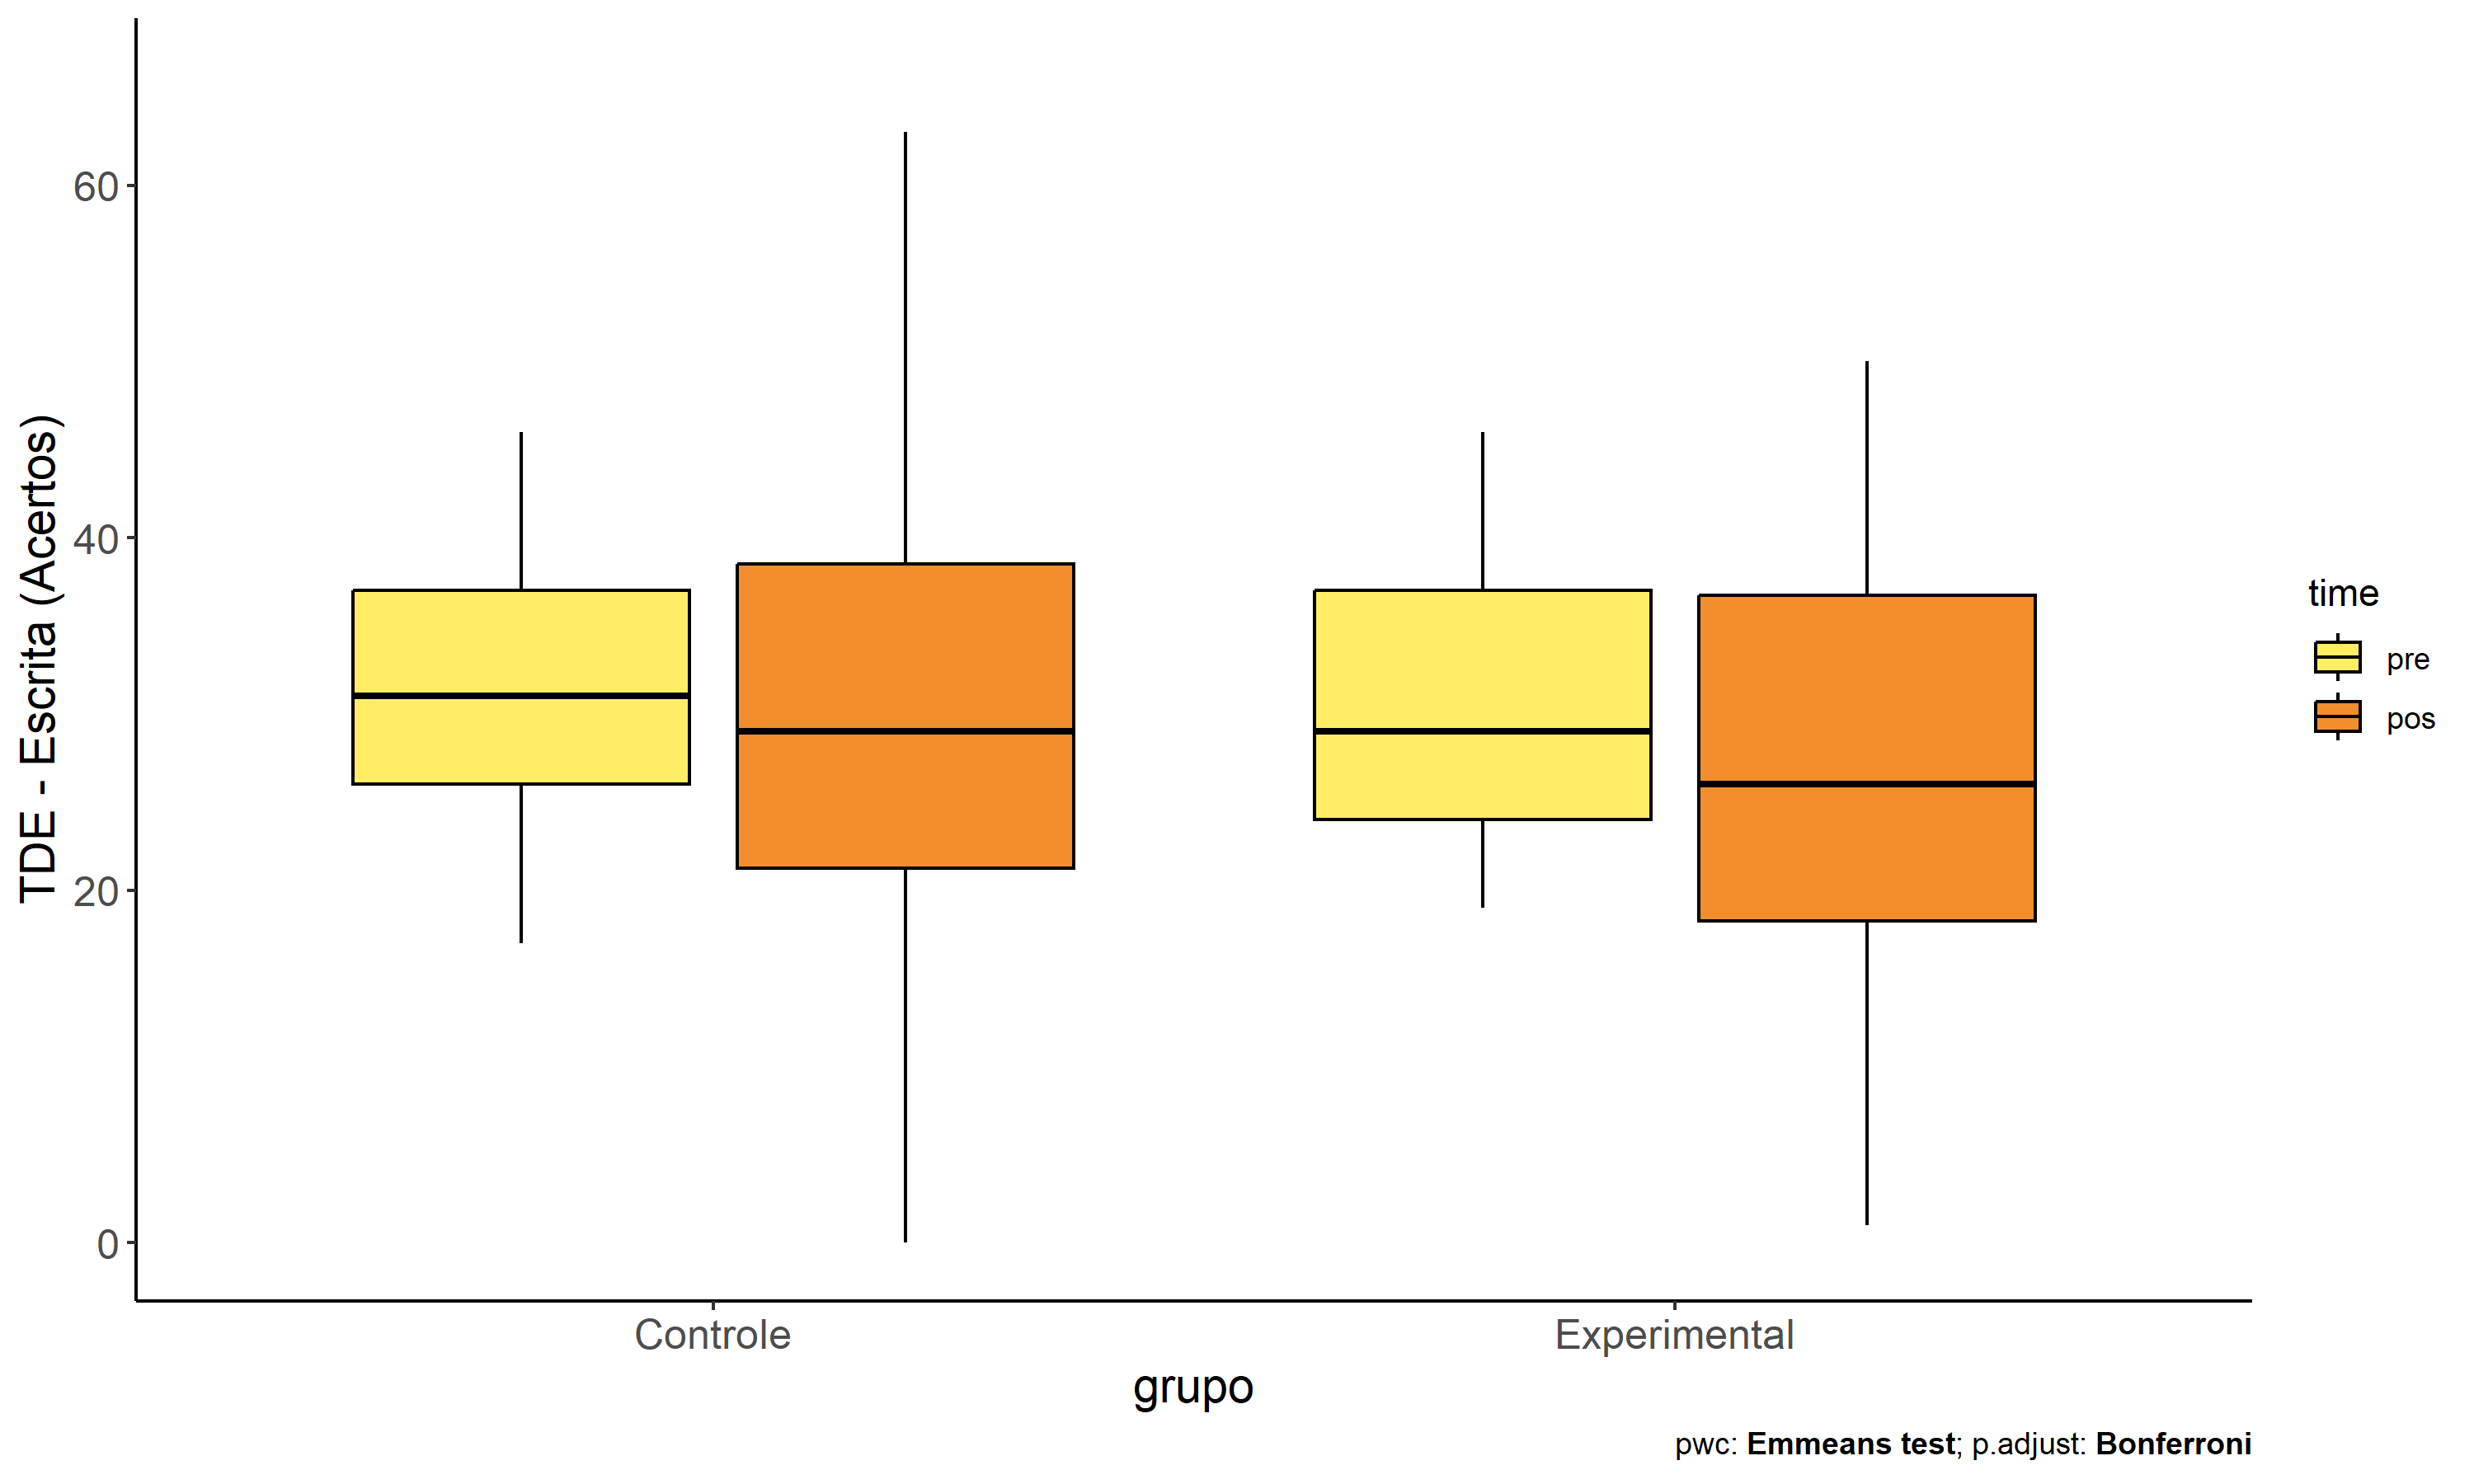 TDE - Escrita (Acertos)
60
40
20
0
Controle
Experimental
grupo
time
pre
pos
pwc: Emmeans test; p.adjust: Bonferroni